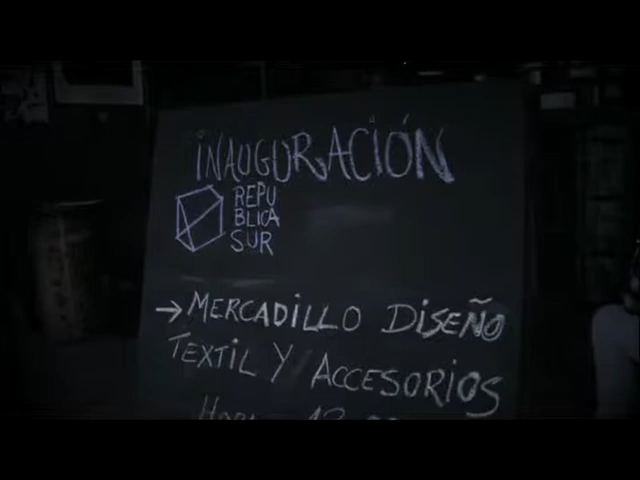 iNAUGURACIÓN
REPU
BLICA
SUR
→ MERCADILLO DISEÑO
TEXTIL Y ACCESORIOS